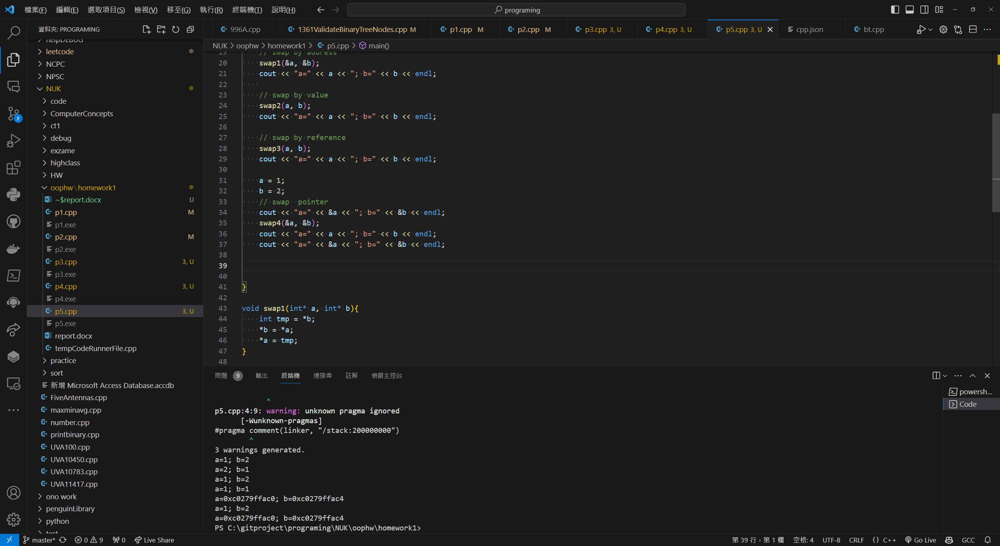 檔案(F) 編輯(E) 選取項目(S) 檢視(V) 移至(G) 執行(R) 終端機(T) 說明(H) programing
資料夾: PROGRAMING
helpDEBUG
leetcode
NCPC
NPSC
NUK
code
ComputerConcepts
ct1
debug
exzame
highclass
HW
oophw\homework1
~$report.docx U
p1.cpp M
p1.exe
p2.cpp M
p2.exe
p3.cpp 3, U
p3.exe
p4.cpp 3, U
p4.exe
p5.cpp 3, U
p5.exe
report.docx
tempCodeRunnerFile.cpp
practice
sort
新增 Microsoft Access Database.accdb
FiveAntennas.cpp
maxminavg.cpp
number.cpp
printbinary.cpp
UVA100.cpp
UVA10450.cpp
UVA10783.cpp
UVA11417.cpp
ono work
penguinLibrary
python
test
7
996A.cpp 1361ValidateBinaryTreeNodes.cpp M p1.cpp M p2.cpp M p3.cpp 3, U p4.cpp 3, U p5.cpp 3, U cpp.json bt.cpp
NUK > oophw > homework1 > p5.cpp > main()
19 // swap by address
20 swap1(&a, &b);
21 cout << "a=" << a << "; b=" << b << endl;
22
23 // swap by value
24 swap2(a, b);
25 cout << "a=" << a << "; b=" << b << endl;
26
27 // swap by reference
28 swap3(a, b);
29 cout << "a=" << a << "; b=" << b << endl;
30
31 a = 1;
32 b = 2;
33 // swap  pointer
34 cout << "a=" << &a << "; b=" << &b << endl;
35 swap4(&a, &b);
36 cout << "a=" << a << "; b=" << b << endl;
37 cout << "a=" << &a << "; b=" << &b << endl;
38
39
40
41 }
42
43 void swap1(int* a, int* b){
44 int tmp = *b;
45 *b = *a;
46 *a = tmp;
47 }
48
問題 9 輸出 終端機 連接埠 註解 偵錯主控台
^
p5.cpp:4:9: warning: unknown pragma ignored
[-Wunknown-pragmas]
#pragma comment(linker, "/stack:200000000")
^
3 warnings generated.
a=1; b=2
a=2; b=1
a=1; b=2
a=1; b=1
a=0xc0279ffac0; b=0xc0279ffac4
a=1; b=2
a=0xc0279ffac0; b=0xc0279ffac4
PS C:\gitproject\programing\NUK\oophw\homework1>
powersh...
Code
master* 0 9 0 Live Share 第 39 行，第 1 欄 空格: 4 UTF-8 CRLF {} C++ Go Live GCC